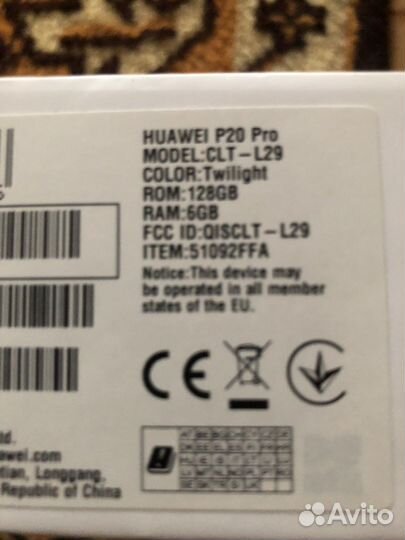 HUAWEI P20 Pro
MODEL:CLT-L29
COLOR:Twilight
ROM:128GB
RAM:6GB
FCC ID:QISCLT-L29
ITEM:51092FFA
Notice:This device may
be operated in all member
states of the EU.
CE
td.
awei.com
tian, Longgang,
Republic of China
Avito